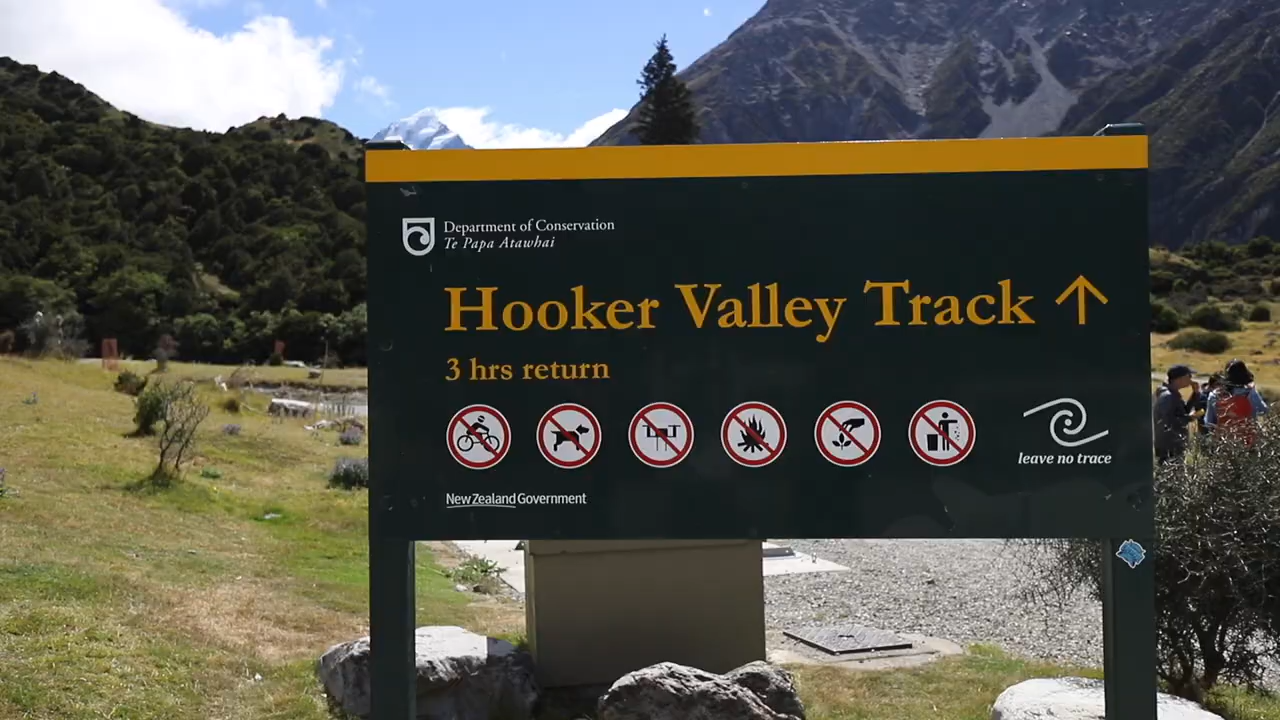 Department of Conservation
Te Papa Atawhai
Hooker Valley Track
3 hrs return
leave no trace
New Zealand Government